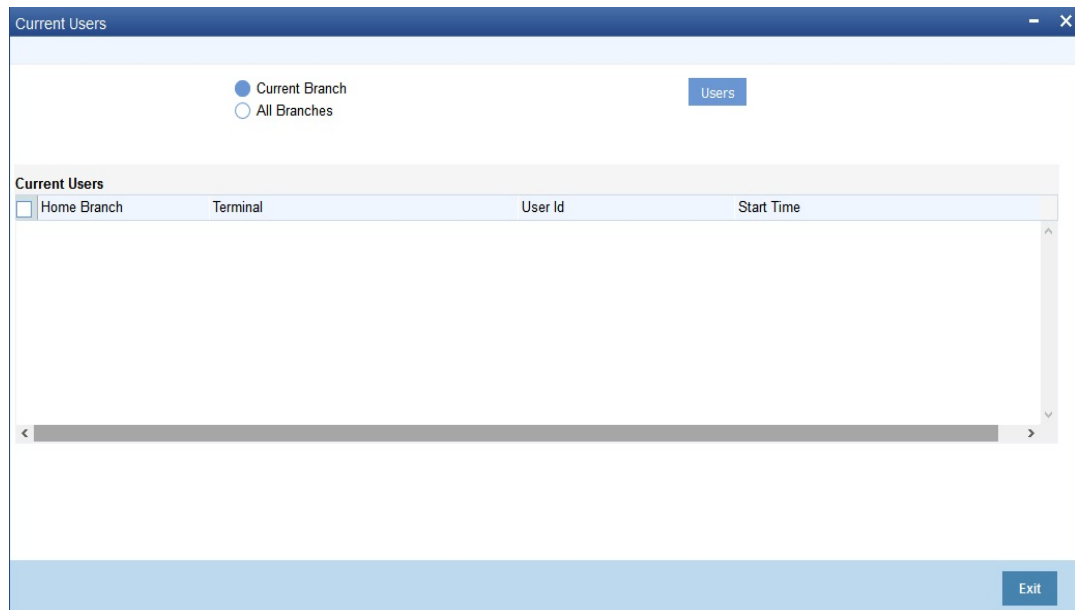 Current Users
Current Branch
Users
All Branches
Current Users
Home Branch Terminal User Id Start Time
Exit